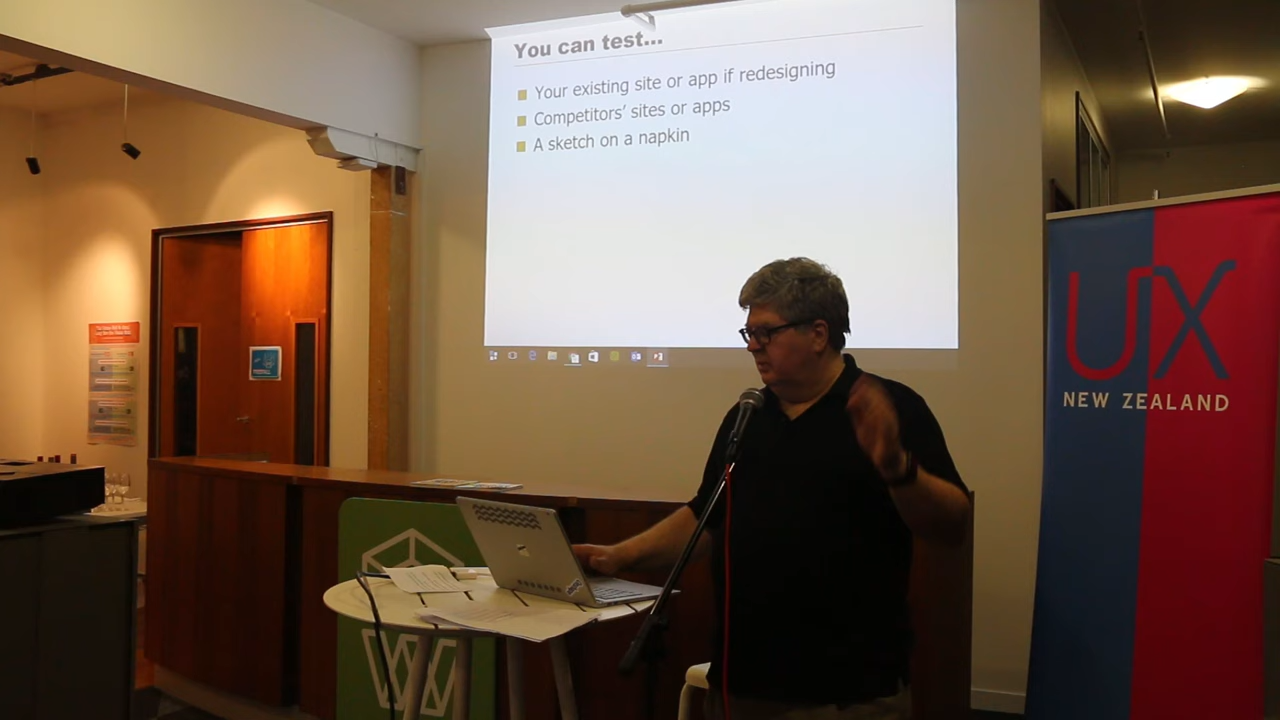 You can test...
Your existing site or app if redesigning
Competitors' sites or apps
A sketch on a napkin
UX
NEW ZEALAND
W